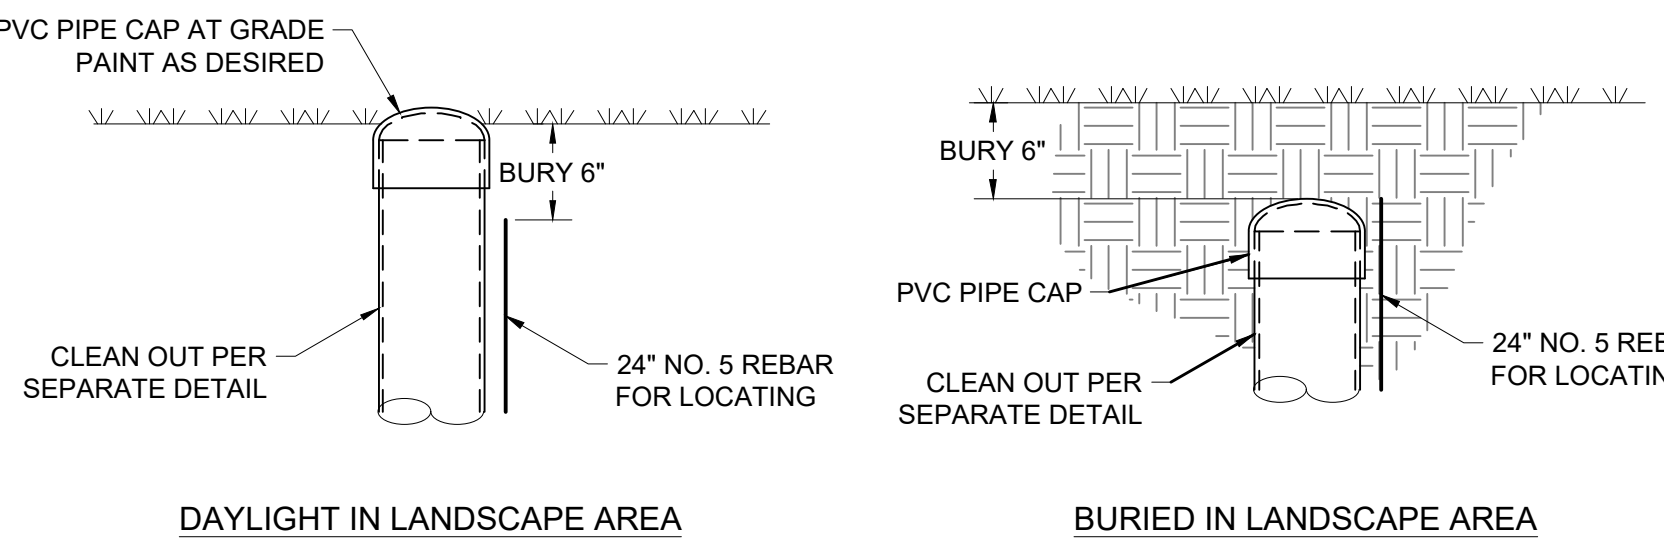 PVC PIPE CAP AT GRADE
PAINT AS DESIRED
BURY 6"
CLEAN OUT PER
SEPARATE DETAIL
24" NO. 5 REBAR
FOR LOCATING
DAYLIGHT IN LANDSCAPE AREA
BURY 6"
PVC PIPE CAP
CLEAN OUT PER
SEPARATE DETAIL
24" NO. 5
FOR
BURIED IN LANDSCAPE AREA